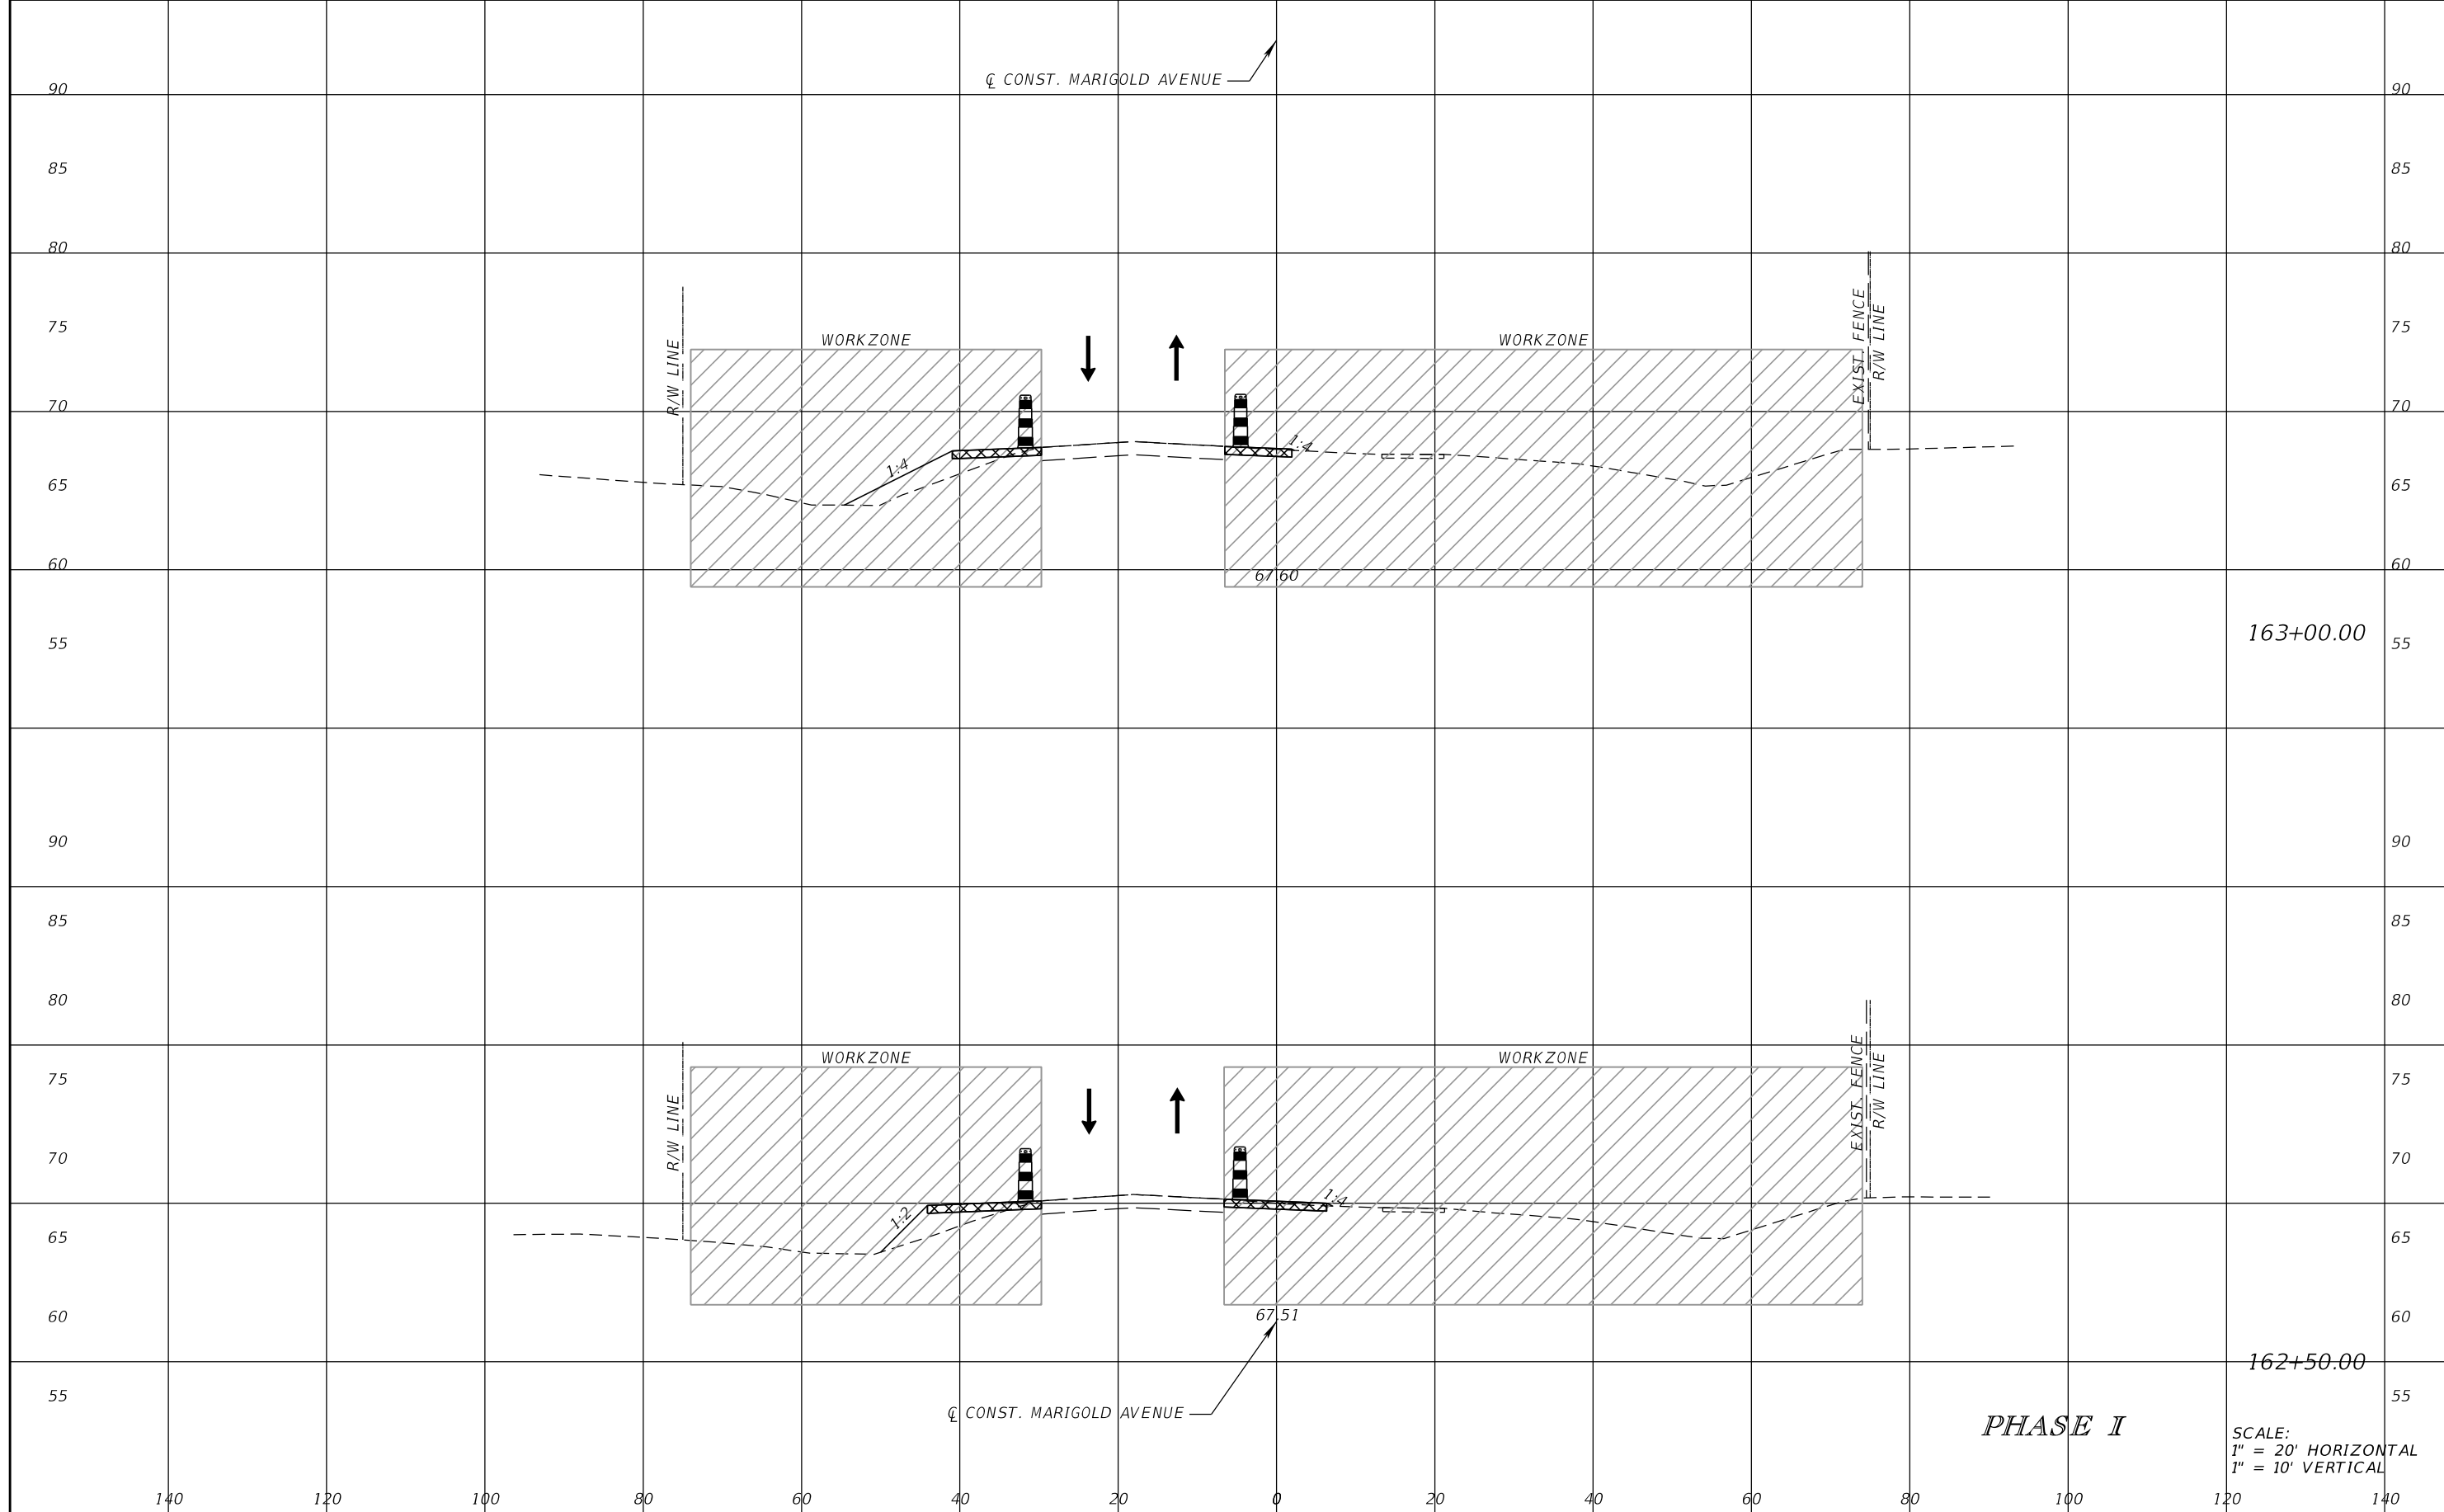 ℄ CONST. MARIGOLD AVENUE
90 90
85 85
80 80
75 75
EXIST. FENCE
R/W LINE
R/W LINE
WORKZONE WORKZONE
70 70
1:4 1:4
65 65
60 60
67.60
163+00.00
55 55
90 90
85 85
80 80
75 75
EXIST. FENCE
R/W LINE
R/W LINE
WORKZONE WORKZONE
70 70
1:2 1:4
65 65
60 60
67.51
162+50.00
55 55
℄ CONST. MARIGOLD AVENUE
PHASE I
SCALE:
1" = 20' HORIZONTAL
1" = 10' VERTICAL
140 120 100 80 60 40 20 0 20 40 60 80 100 120 140